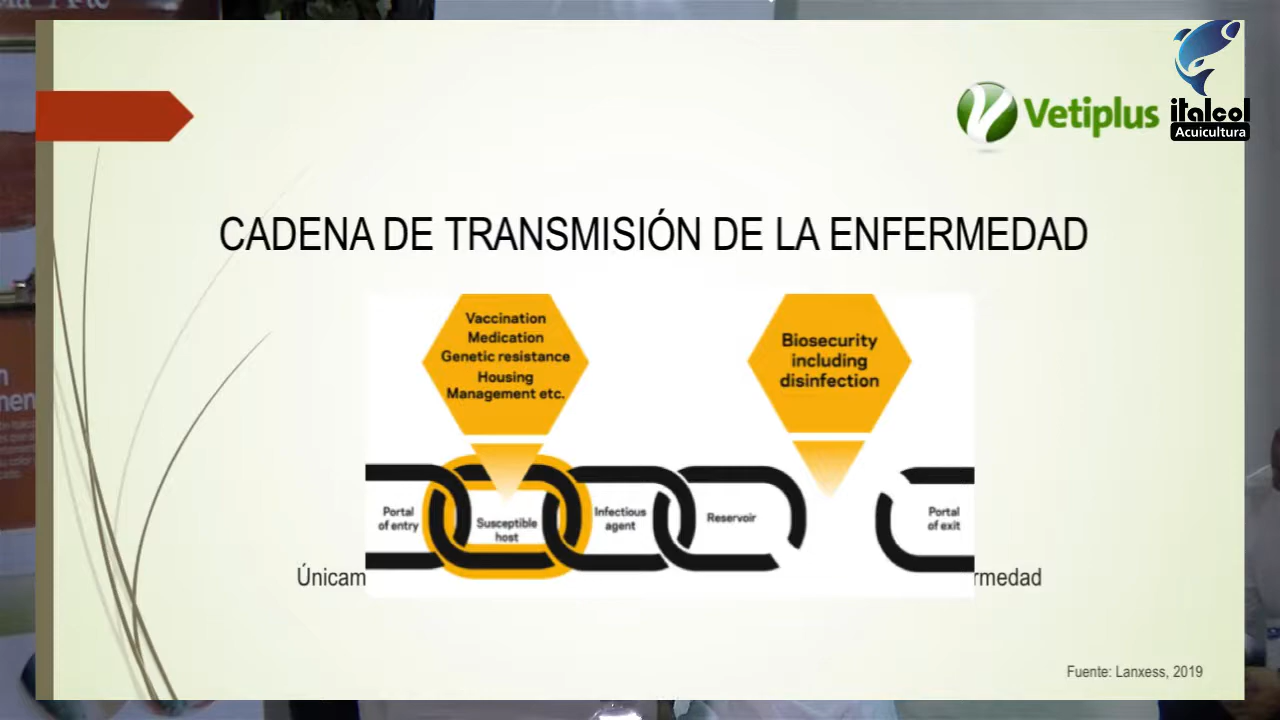 Vetiplus
italcol
Acuicultura
CADENA DE TRANSMISIÓN DE LA ENFERMEDAD
Vaccination
Medication
Genetic resistance
Housing
Management etc.
Biosecurity
including
disinfection
Portal
of entry
Susceptible
host
Infectious
agent
Reservoir
Portal
of exit
Únicam
rmedad
Fuente: Lanxess, 2019